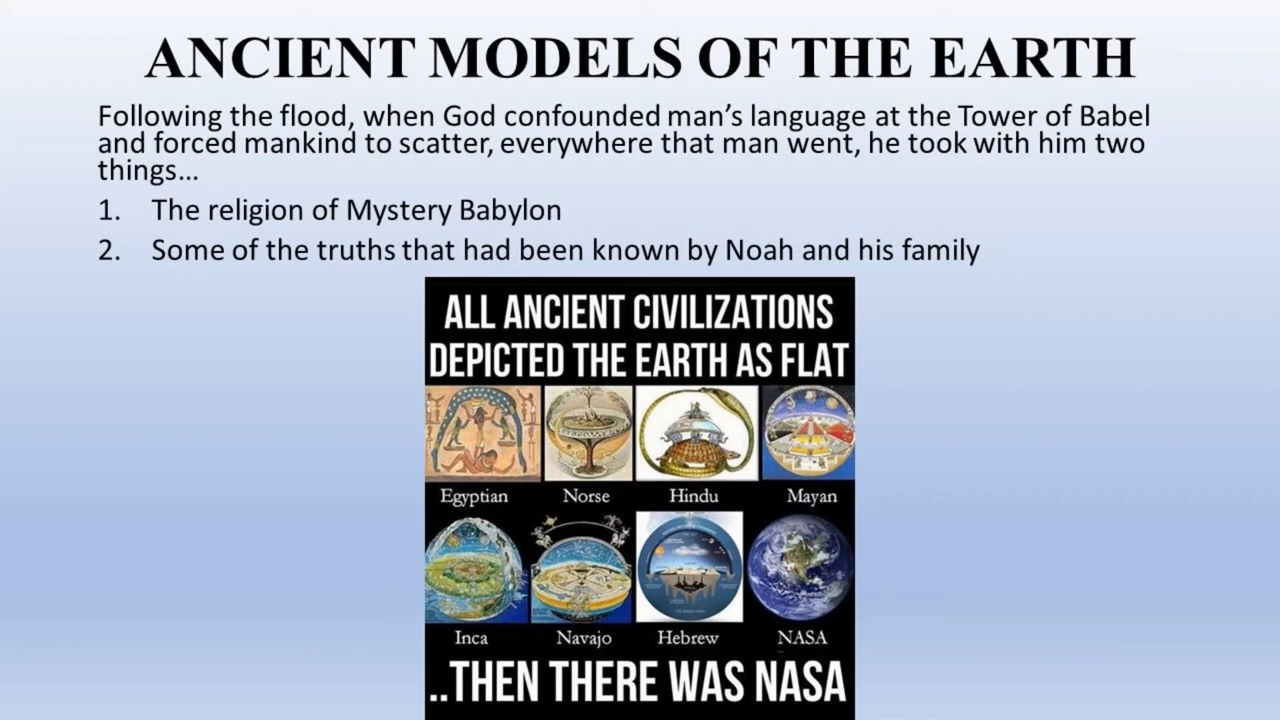 ANCIENT MODELS OF THE EARTH
Following the flood, when God confounded man’s language at the Tower of Babel
and forced mankind to scatter, everywhere that man went, he took with him two
things…
1. The religion of Mystery Babylon
2. Some of the truths that had been known by Noah and his family
ALL ANCIENT CIVILIZATIONS
DEPICTED THE EARTH AS FLAT
Egyptian Norse Hindu Mayan
Inca Navajo Hebrew NASA
..THEN THERE WAS NASA